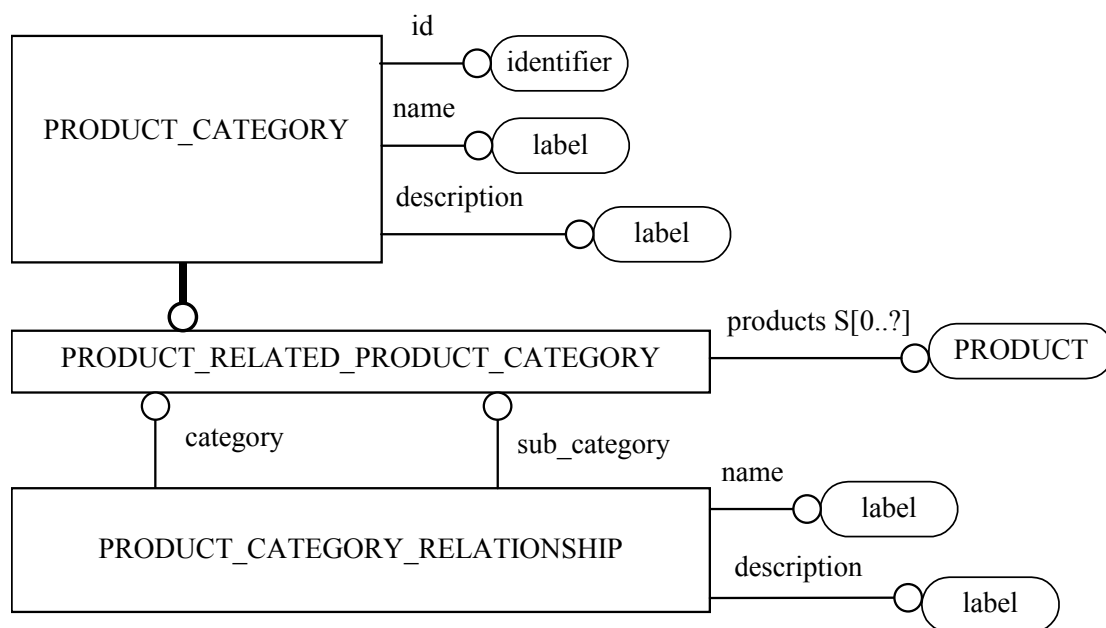 id
identifier
PRODUCT_CATEGORY
name
label
description
label
products S[0..?]
PRODUCT_RELATED_PRODUCT_CATEGORY
PRODUCT
category
sub_category
name
label
PRODUCT_CATEGORY_RELATIONSHIP
description
label